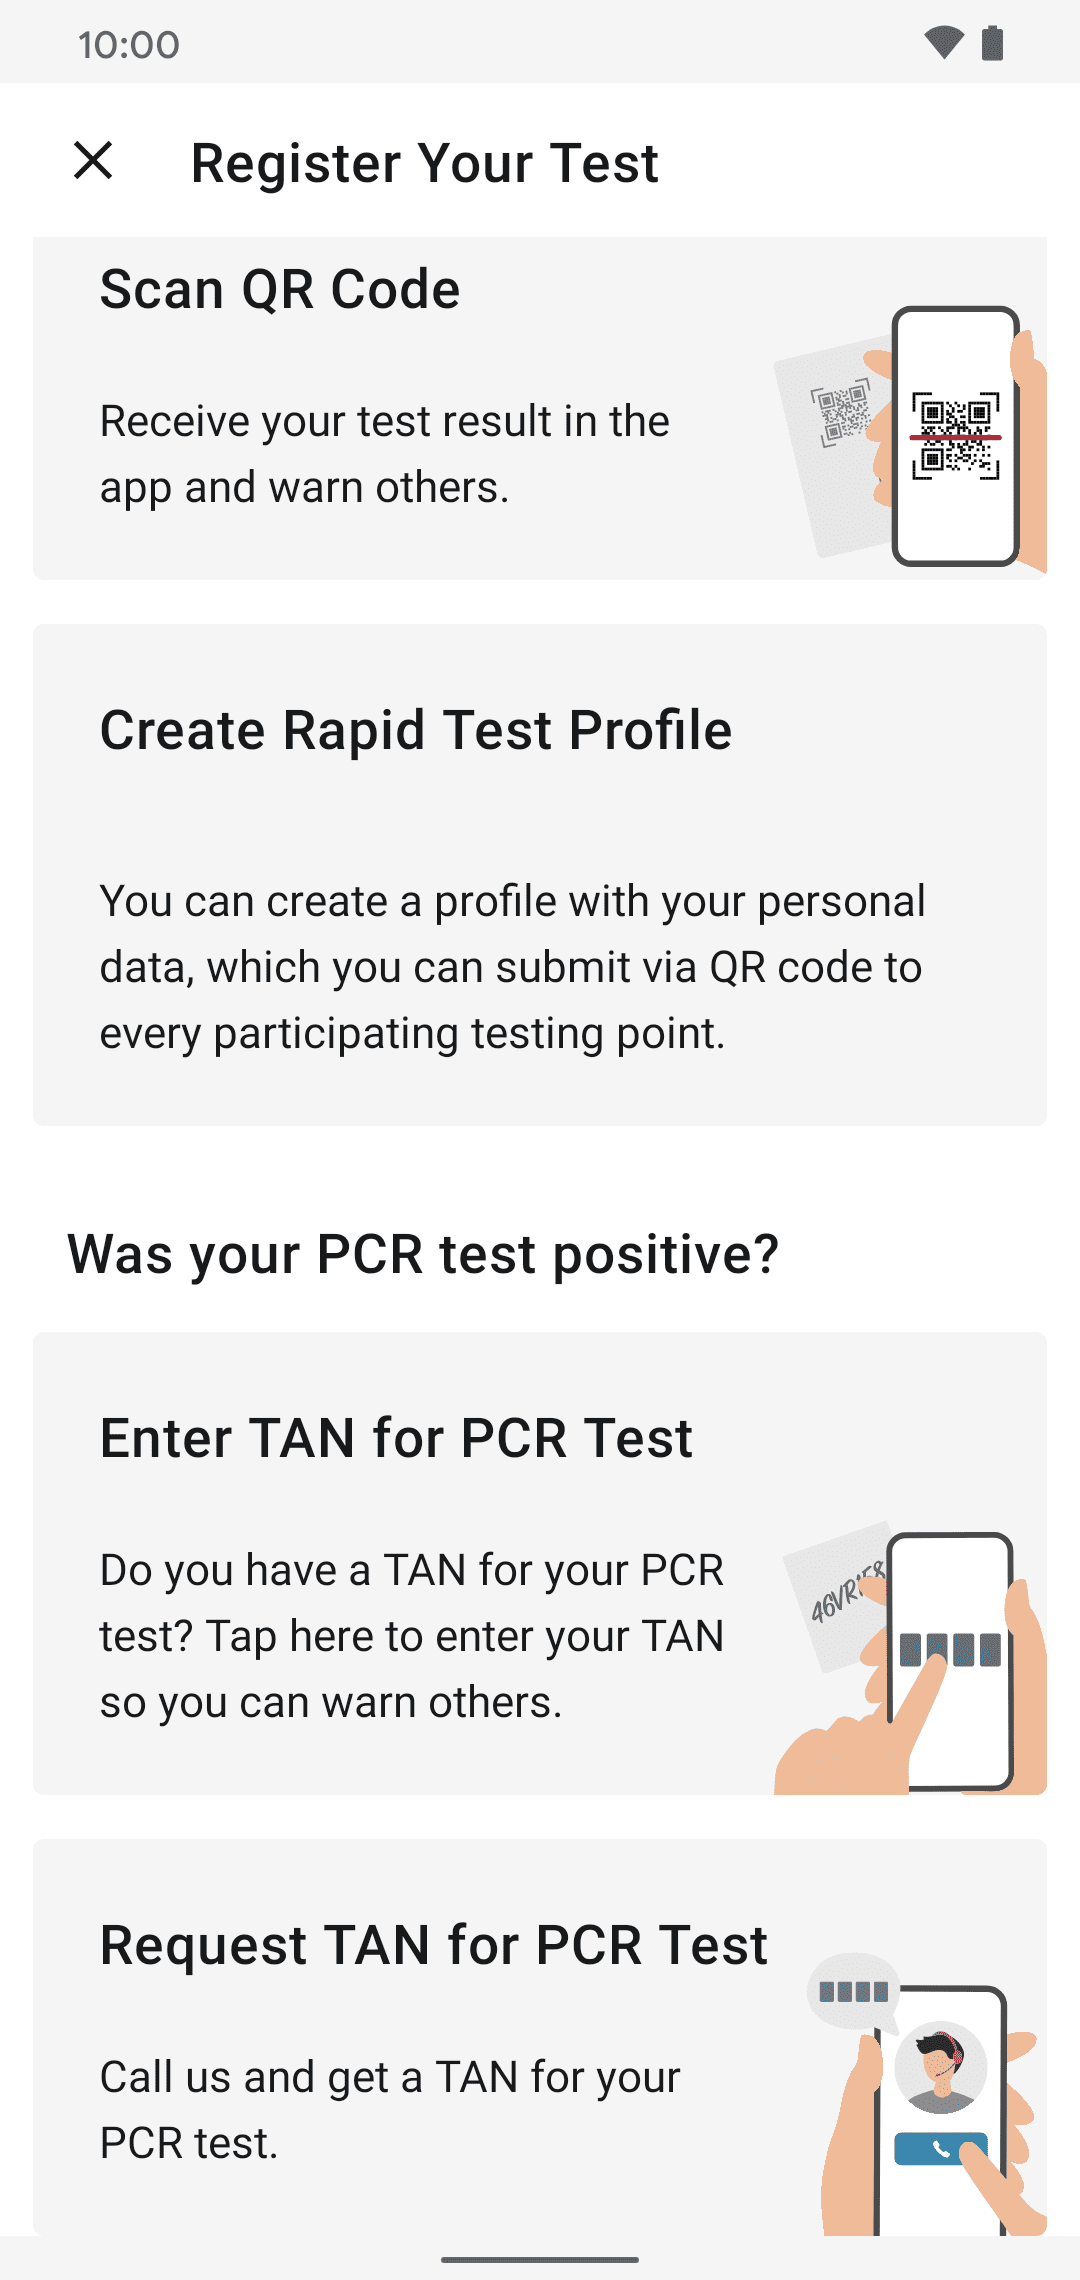 10:00
Register Your Test
Scan QR Code
Receive your test result in the
app and warn others.
Create Rapid Test Profile
You can create a profile with your personal
data, which you can submit via QR code to
every participating testing point.
Was your PCR test positive?
Enter TAN for PCR Test
Do you have a TAN for your PCR
test? Tap here to enter your TAN
so you can warn others.
Request TAN for PCR Test
Call us and get a TAN for your
PCR test.